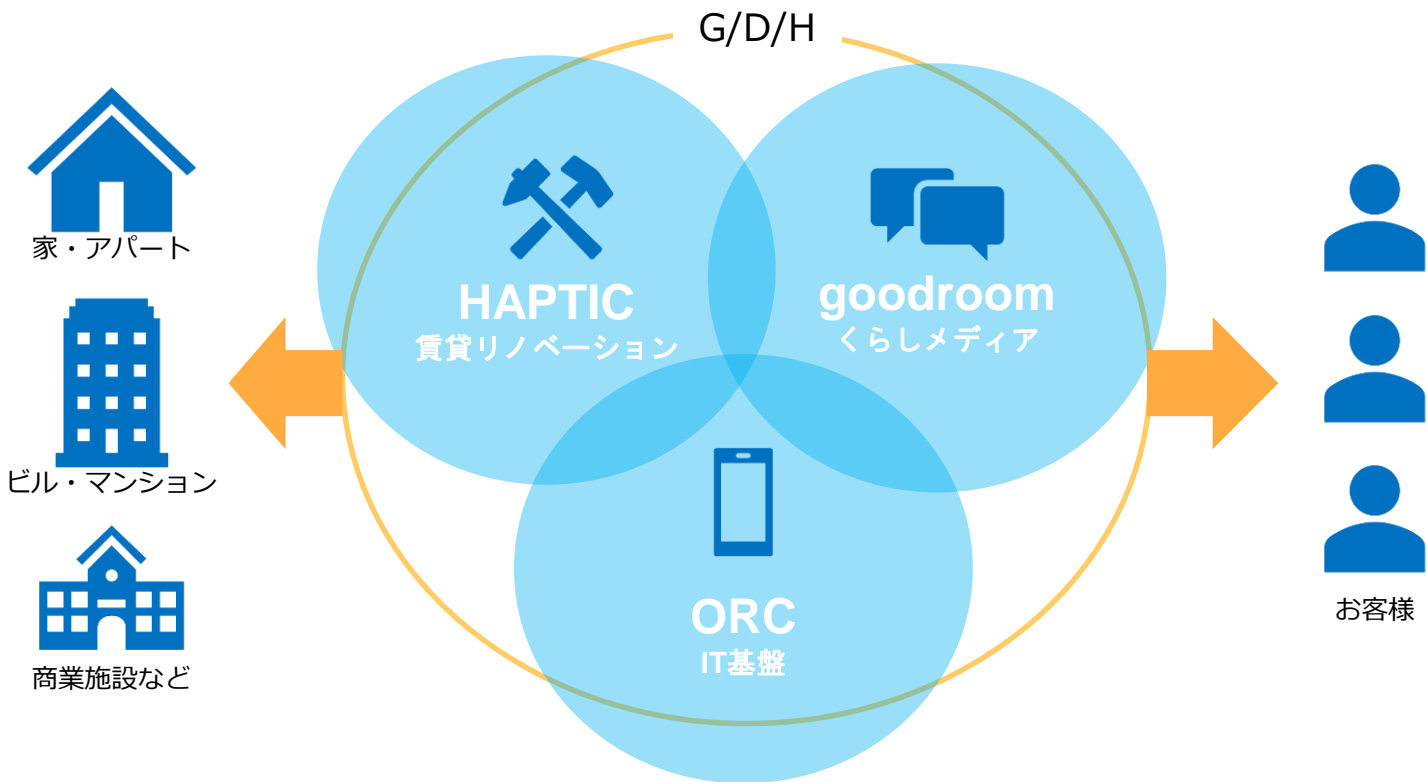 G/D/H
家・アパート
ビル・マンション
商業施設など
HAPTIC
賃貸リノベーション
goodroom
くらしメディア
ORC
IT基盤
お客様